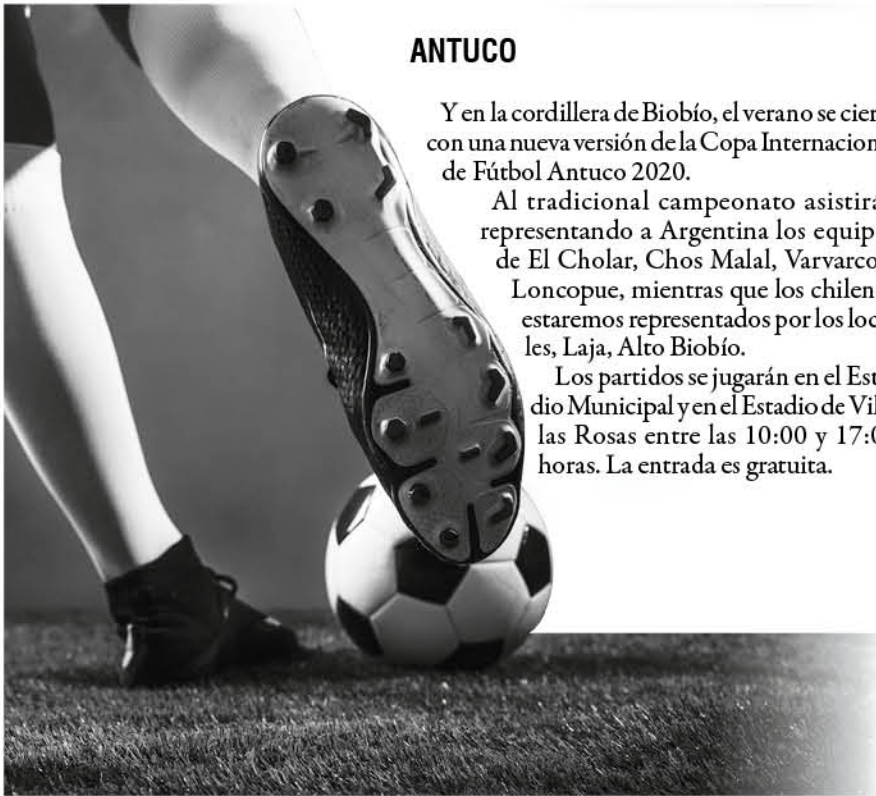 ANTUCO
Y en la cordillera de Biobío, el verano se cier
con una nueva versión de la Copa Internacion
de Fútbol Antuco 2020.
Al tradicional campeonato asistirá
representando a Argentina los equip
de El Cholar, Chos Malal, Varvarco
Loncopue, mientras que los chilen
estaremos representados por los loc
les, Laja, Alto Biobío.
Los partidos se jugarán en el Est
dio Municipal y en el Estadio de Vil
las Rosas entre las 10:00 y 17:0
horas. La entrada es gratuita.